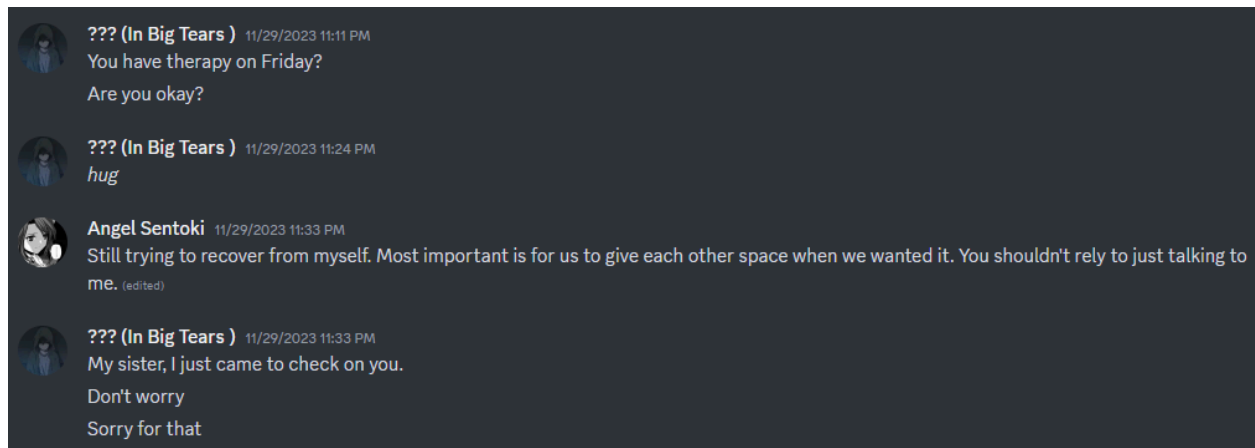 ??? (In Big Tears ) 11/29/2023 11:11 PM
You have therapy on Friday?
Are you okay?
??? (In Big Tears ) 11/29/2023 11:24 PM
hug
Angel Sentoki 11/29/2023 11:33 PM
Still trying to recover from myself. Most important is for us to give each other space when we wanted it. You shouldn't rely to just talking to
me. (edited)
??? (In Big Tears ) 11/29/2023 11:33 PM
My sister, I just came to check on you.
Don't worry
Sorry for that